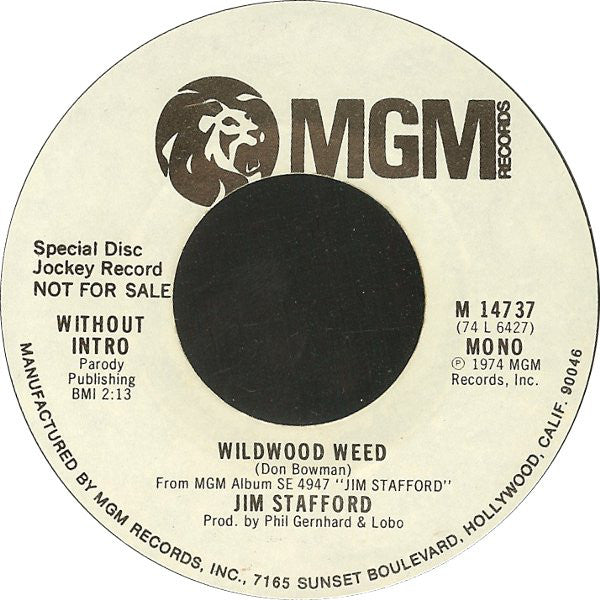 MGM
RECORDS
Special Disc
Jockey Record
NOT FOR SALE
WITHOUT
INTRO
Parody
Publishing
BMI 2:13
M 14737
(74 L 6427)
MONO
℗ 1974 MGM
Records, Inc.
WILDWOOD WEED
(Don Bowman)
From MGM Album SE 4947 "JIM STAFFORD"
JIM STAFFORD
Prod. by Phil Gernhard & Lobo
MANUFACTURED BY MGM RECORDS, INC., 7165 SUNSET BOULEVARD, HOLLYWOOD, CALIF. 90046